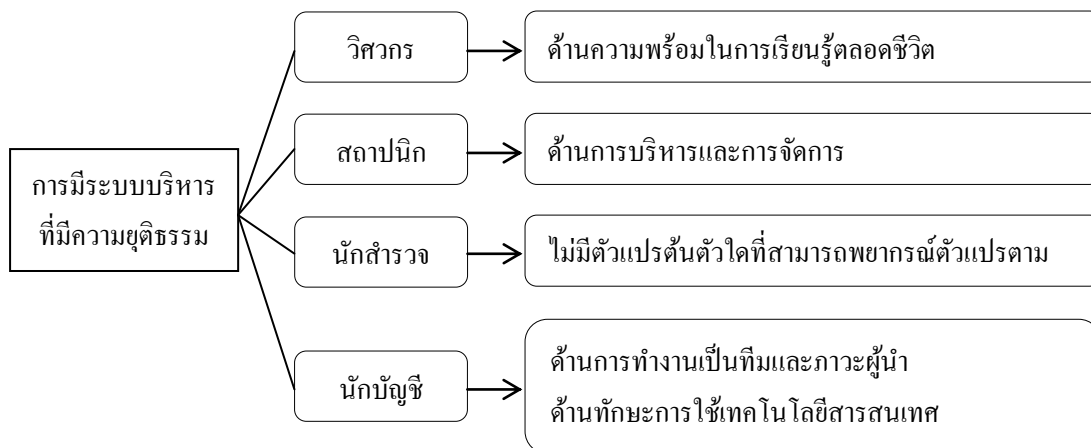 การมีระบบบริหาร
ที่มีความยุติธรรม
วิศวกร
ด้านความพร้อมในการเรียนรู้ตลอดชีวิต
สถาปนิก
ด้านการบริหารและการจัดการ
นักสำรวจ
ไม่มีตัวแปรต้นตัวใดที่สามารถพยากรณ์ตัวแปรตาม
นักบัญชี
ด้านการทำงานเป็นทีมและภาวะผู้นำ
ด้านทักษะการใช้เทคโนโลยีสารสนเทศ